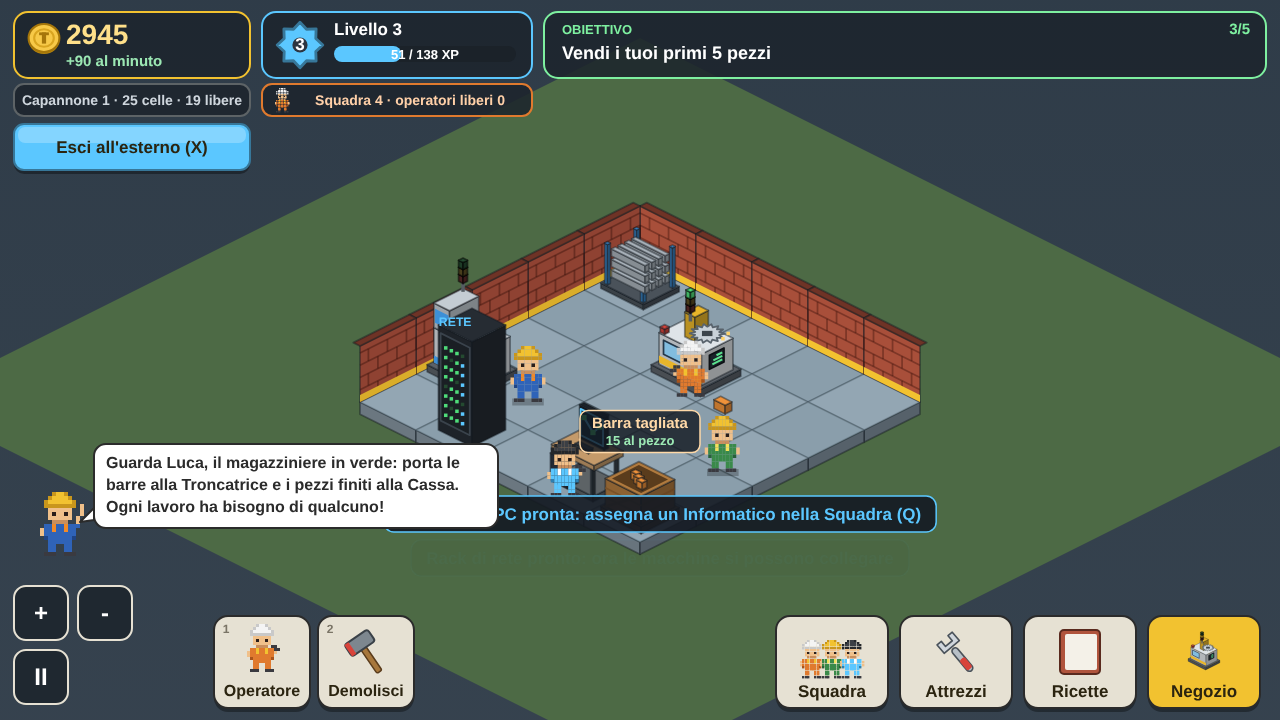 2945
+90 al minuto
3
Livello 3
51 / 138 XP
OBIETTIVO
3/5
Vendi i tuoi primi 5 pezzi
Capannone 1 · 25 celle · 19 libere
Squadra 4 · operatori liberi 0
Esci all'esterno (X)
RETE
Barra tagliata
15 al pezzo
Guarda Luca, il magazziniere in verde: porta le
barre alla Troncatrice e i pezzi finiti alla Cassa.
Ogni lavoro ha bisogno di qualcuno!
PC pronta: assegna un Informatico nella Squadra (Q)
+
-
II
1
Operatore
2
Demolisci
Squadra
Attrezzi
Ricette
Negozio